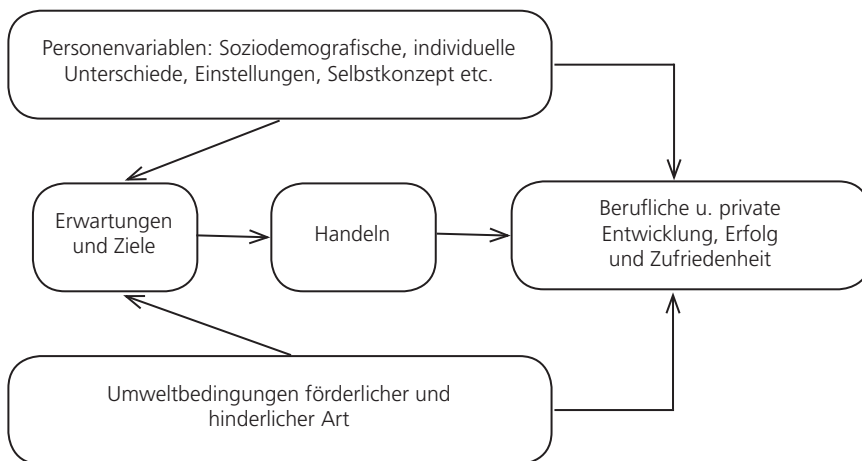 Personenvariablen: Soziodemografische, individuelle
Unterschiede, Einstellungen, Selbstkonzept etc.
Erwartungen
und Ziele
Handeln
Berufliche u. private
Entwicklung, Erfolg
und Zufriedenheit
Umweltbedingungen förderlicher und
hinderlicher Art